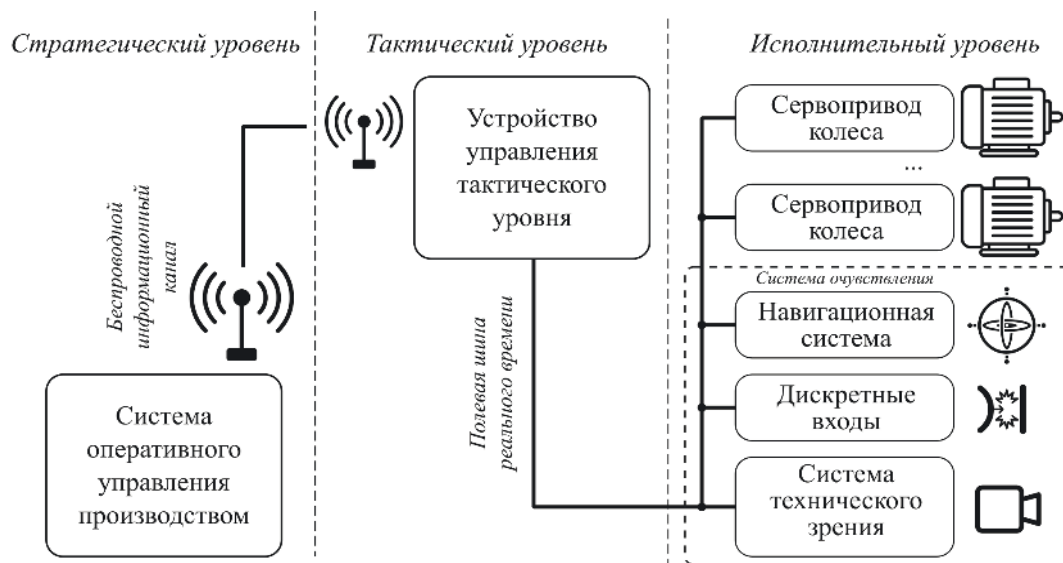 Стратегический уровень
Беспроводной
информационный
канал
Система
оперативного
управления
производством
Тактический уровень
Устройство
управления
тактического
уровня
Полевая шина
реального времени
Исполнительный уровень
Сервопривод
колеса
...
Сервопривод
колеса
Система очувствления
Навигационная
система
Дискретные
входы
Система
технического
зрения